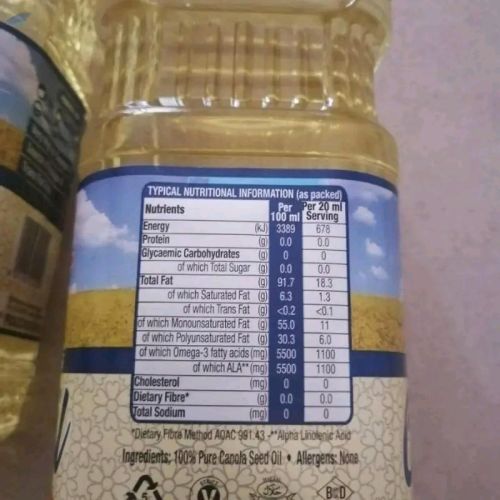 TYPICAL NUTRITIONAL INFORMATION (as packed)
Nutrients Per 100 ml Per 20 ml Serving
Energy (kJ) 3389 678
Protein (g) 0.0 0.0
Glycaemic Carbohydrates (g) 0 0
of which Total Sugar (g) 0.0 0.0
Total Fat (g) 91.7 18.3
of which Saturated Fat (g) 6.3 1.3
of which Trans Fat (g) <0.2 <0.1
of which Monounsaturated Fat (g) 55.0 11
of which Polyunsaturated Fat (g) 30.3 6.0
of which Omega-3 fatty acids (mg) 5500 1100
of which ALA** (mg) 5500 1100
Cholesterol (mg) 0 0
Dietary Fibre* (g) 0.0 0.0
Total Sodium (mg) 0 0
*Dietary Fibre Method AOAC 991.43 -**Alpha Linolenic Acid
Ingredients: 100% Pure Canola Seed Oil • Allergens: None